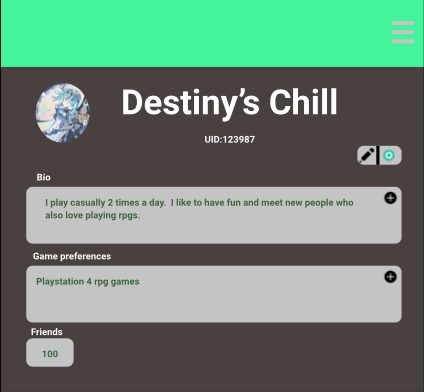 Destiny’s Chill
UID:123987
Bio
I play casually 2 times a day.  I like to have fun and meet new people who
also love playing rpgs.
Game preferences
Playstation 4 rpg games
Friends
100